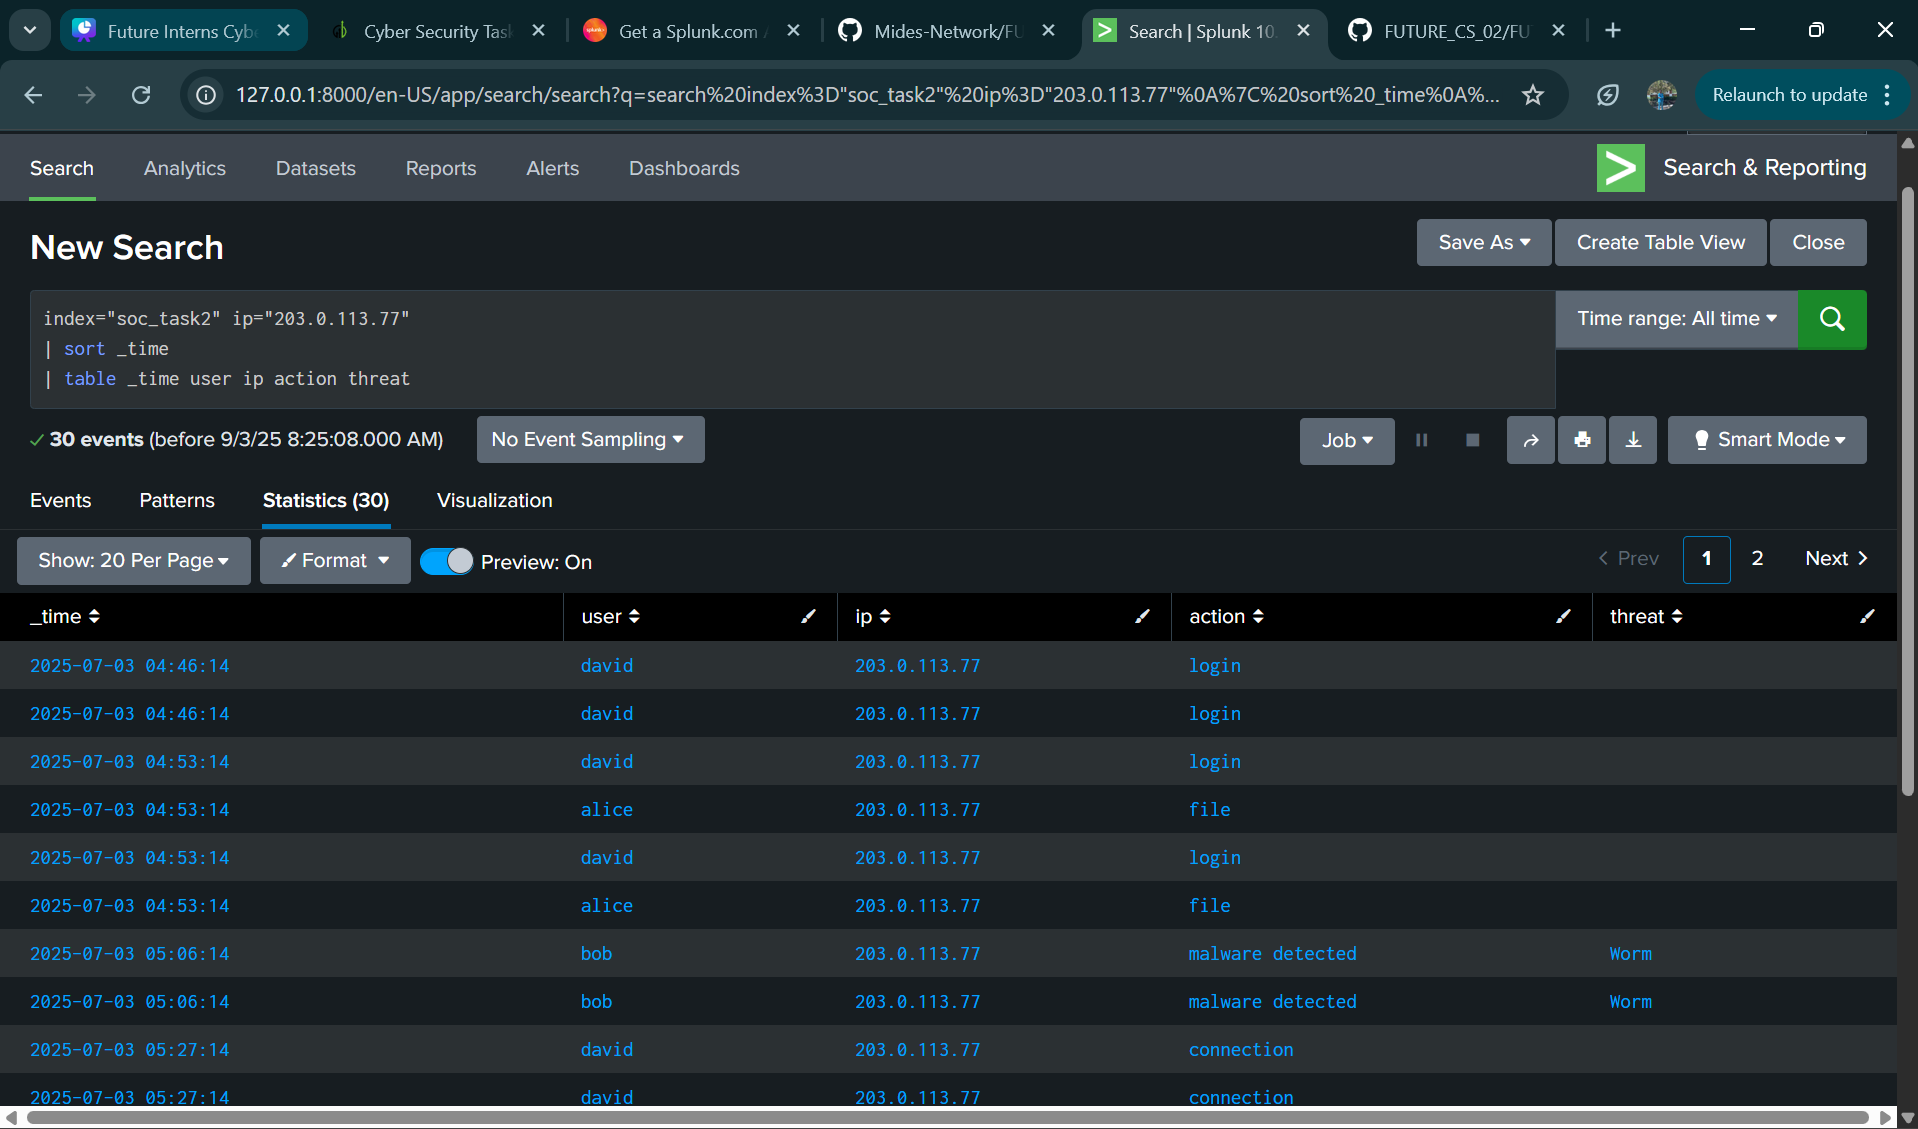 Future Interns Cybe
Cyber Security Task
Get a Splunk.com
Mides-Network/FU
Search | Splunk 10.
FUTURE_CS_02/FU
127.0.0.1:8000/en-US/app/search/search?q=search%20index%3D"soc_task2"%20ip%3D"203.0.113.77"%0A%7C%20sort%20_time%0A%...
Relaunch to update
Search Analytics Datasets Reports Alerts Dashboards
Search & Reporting
New Search
Save As Create Table View Close
index="soc_task2" ip="203.0.113.77"
| sort _time
| table _time user ip action threat
Time range: All time
30 events (before 9/3/25 8:25:08.000 AM)
No Event Sampling
Job
Smart Mode
Events Patterns Statistics (30) Visualization
Show: 20 Per Page Format Preview: On
Prev 1 2 Next
_time user ip action threat
2025-07-03 04:46:14 david 203.0.113.77 login
2025-07-03 04:46:14 david 203.0.113.77 login
2025-07-03 04:53:14 david 203.0.113.77 login
2025-07-03 04:53:14 alice 203.0.113.77 file
2025-07-03 04:53:14 david 203.0.113.77 login
2025-07-03 04:53:14 alice 203.0.113.77 file
2025-07-03 05:06:14 bob 203.0.113.77 malware detected Worm
2025-07-03 05:06:14 bob 203.0.113.77 malware detected Worm
2025-07-03 05:27:14 david 203.0.113.77 connection
2025-07-03 05:27:14 david 203.0.113.77 connection